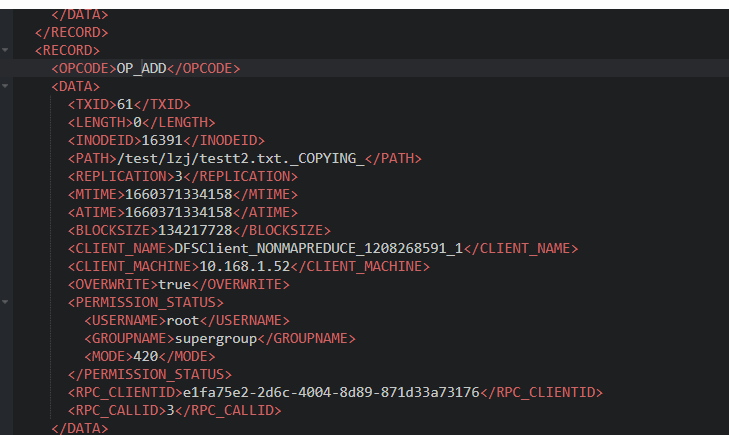 </DATA>
</RECORD>
<RECORD>
<OPCODE>OP_ADD</OPCODE>
<DATA>
<TXID>61</TXID>
<LENGTH>0</LENGTH>
<INODEID>16391</INODEID>
<PATH>/test/lzj/testt2.txt._COPYING_</PATH>
<REPLICATION>3</REPLICATION>
<MTIME>1660371334158</MTIME>
<ATIME>1660371334158</ATIME>
<BLOCKSIZE>134217728</BLOCKSIZE>
<CLIENT_NAME>DFSClient_NONMAPREDUCE_1208268591_1</CLIENT_NAME>
<CLIENT_MACHINE>10.168.1.52</CLIENT_MACHINE>
<OVERWRITE>true</OVERWRITE>
<PERMISSION_STATUS>
<USERNAME>root</USERNAME>
<GROUPNAME>supergroup</GROUPNAME>
<MODE>420</MODE>
</PERMISSION_STATUS>
<RPC_CLIENTID>e1fa75e2-2d6c-4004-8d89-871d33a73176</RPC_CLIENTID>
<RPC_CALLID>3</RPC_CALLID>
</DATA>